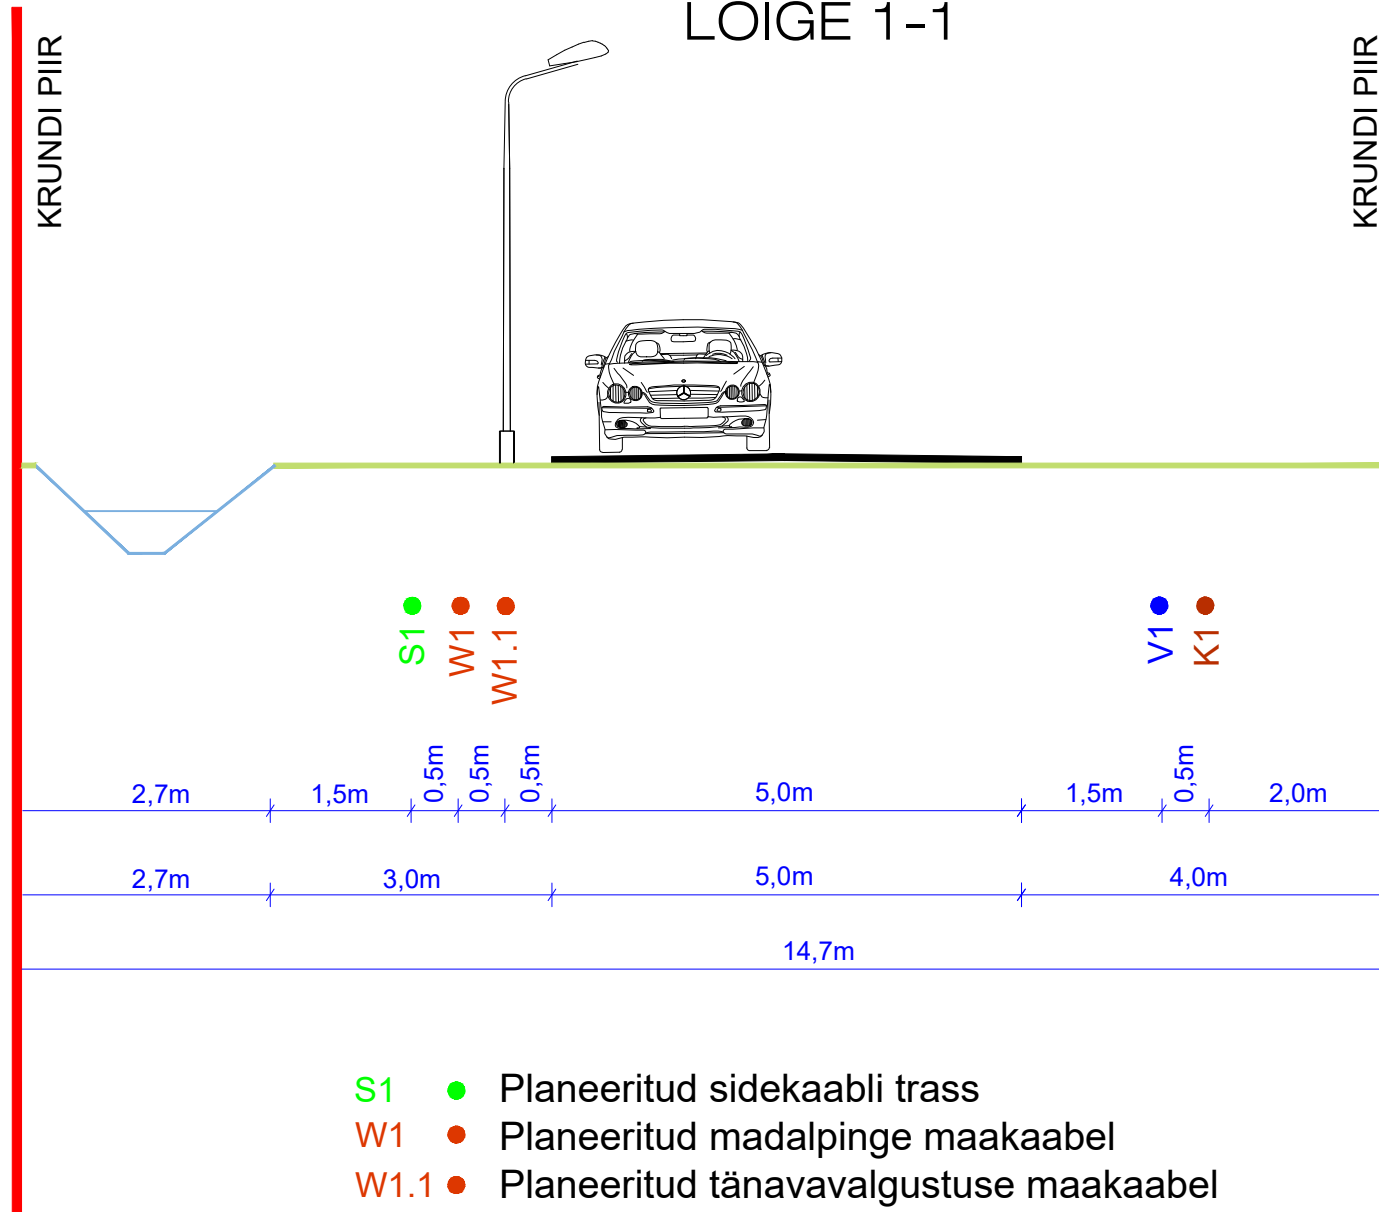 LÕIGE 1-1
KRUNDI PIIR
KRUNDI PIIR
S1
W1
W1.1
V1
K1
2,7m
1,5m
0,5m
0,5m
0,5m
5,0m
1,5m
0,5m
2,0m
2,7m
3,0m
5,0m
4,0m
14,7m
S1 Planeeritud sidekaabli trass
W1 Planeeritud madalpinge maakaabel
W1.1 Planeeritud tänavavalgustuse maakaabel